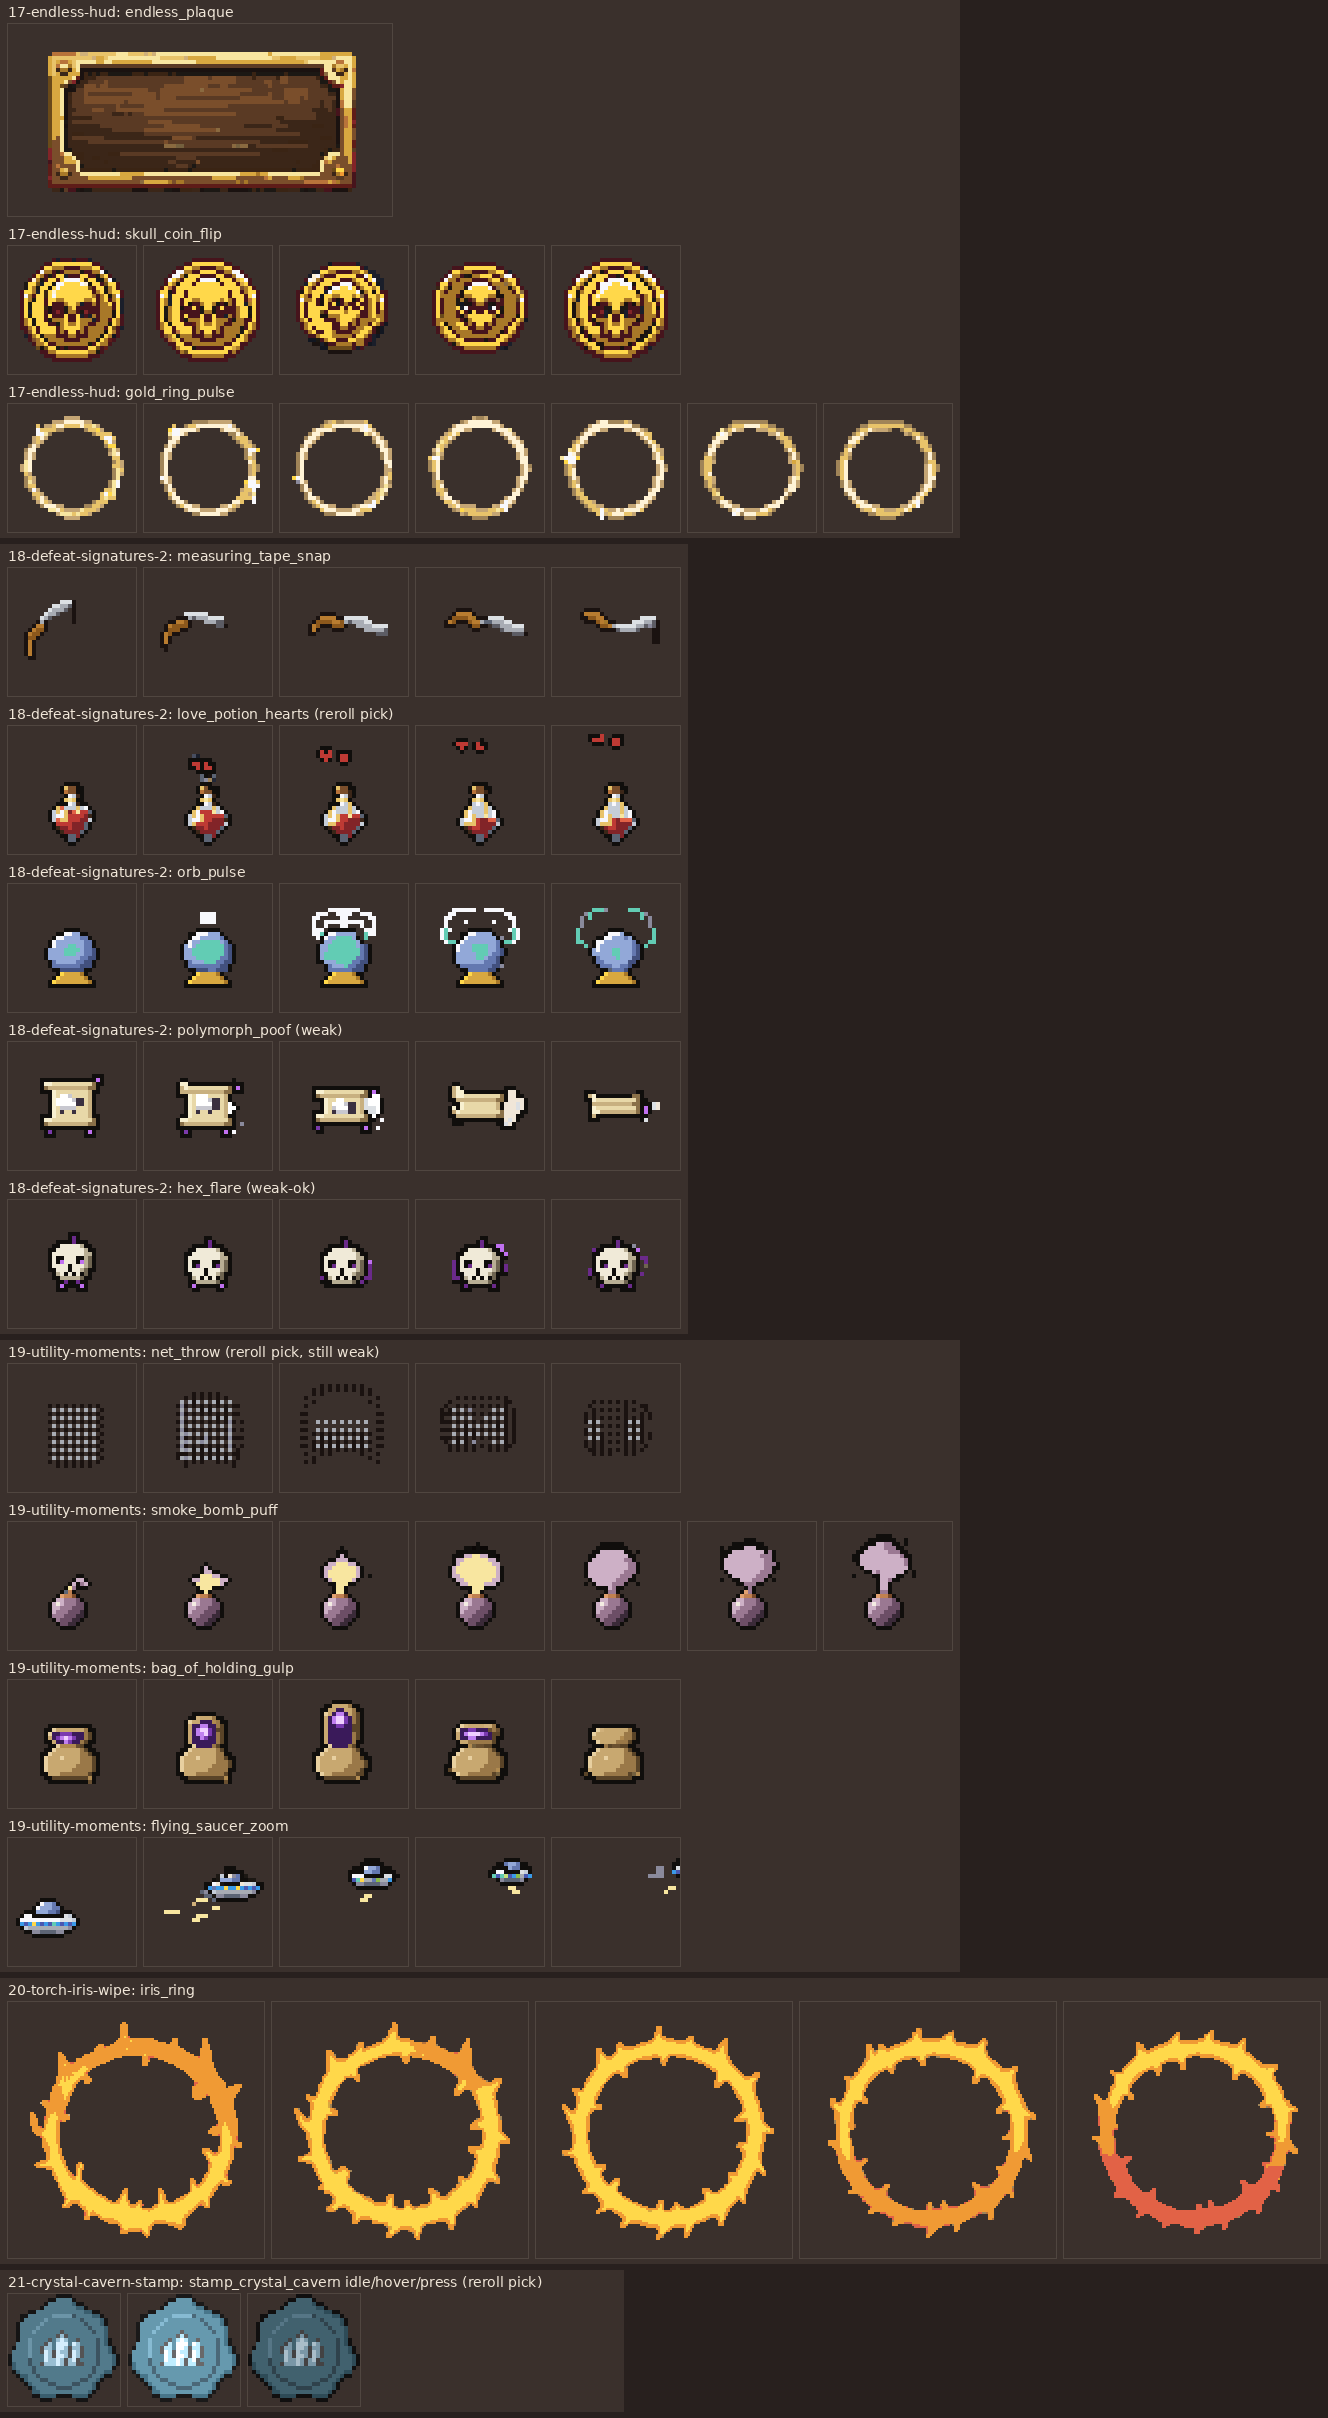 17-endless-hud: endless_plaque
17-endless-hud: skull_coin_flip
17-endless-hud: gold_ring_pulse
18-defeat-signatures-2: measuring_tape_snap
18-defeat-signatures-2: love_potion_hearts (reroll pick)
18-defeat-signatures-2: orb_pulse
18-defeat-signatures-2: polymorph_poof (weak)
18-defeat-signatures-2: hex_flare (weak-ok)
19-utility-moments: net_throw (reroll pick, still weak)
19-utility-moments: smoke_bomb_puff
19-utility-moments: bag_of_holding_gulp
19-utility-moments: flying_saucer_zoom
20-torch-iris-wipe: iris_ring
21-crystal-cavern-stamp: stamp_crystal_cavern idle/hover/press (reroll pick)